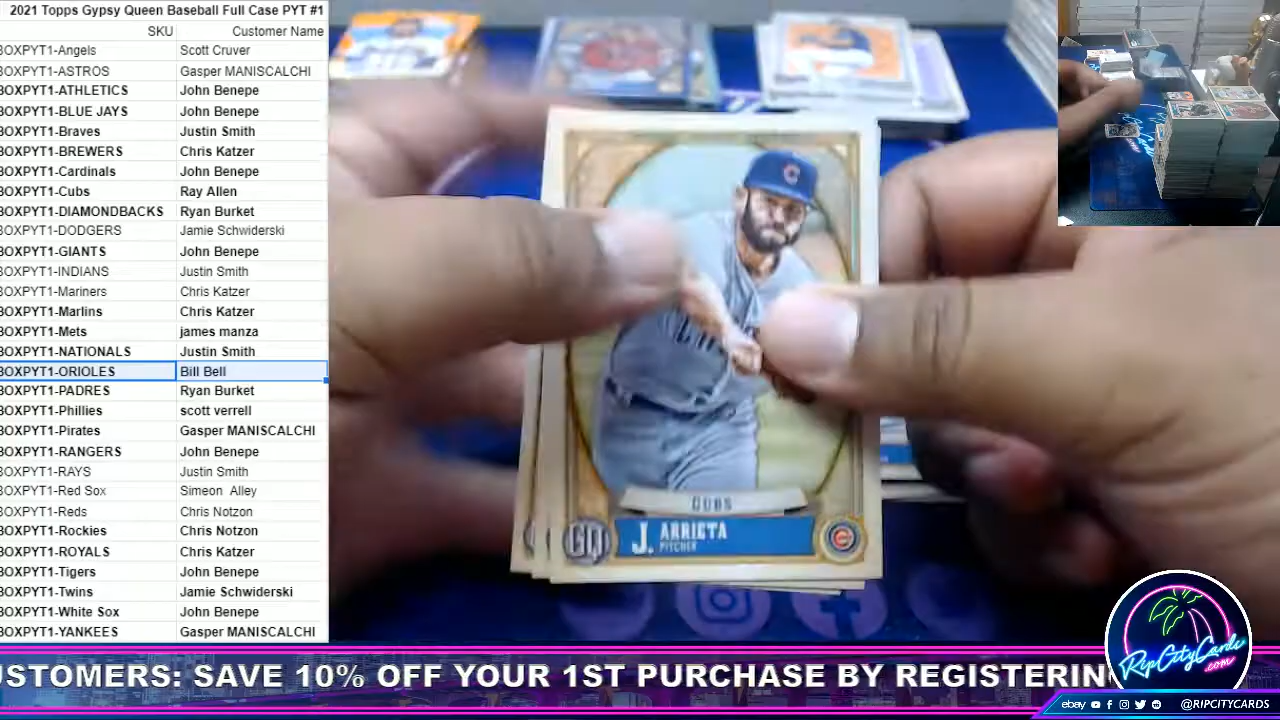 2021 Topps Gypsy Queen Baseball Full Case PYT #1
SKU Customer Name
BOXPYT1-Angels Scott Cruver
BOXPYT1-ASTROS Gasper MANISCALCHI
BOXPYT1-ATHLETICS John Benepe
BOXPYT1-BLUE JAYS John Benepe
BOXPYT1-Braves Justin Smith
BOXPYT1-BREWERS Chris Katzer
BOXPYT1-Cardinals John Benepe
BOXPYT1-Cubs Ray Allen
BOXPYT1-DIAMONDBACKS Ryan Burket
BOXPYT1-DODGERS Jamie Schwiderski
BOXPYT1-GIANTS John Benepe
BOXPYT1-INDIANS Justin Smith
BOXPYT1-Mariners Chris Katzer
BOXPYT1-Marlins Chris Katzer
BOXPYT1-Mets james manza
BOXPYT1-NATIONALS Justin Smith
BOXPYT1-ORIOLES Bill Bell
BOXPYT1-PADRES Ryan Burket
BOXPYT1-Phillies scott verrell
BOXPYT1-Pirates Gasper MANISCALCHI
BOXPYT1-RANGERS John Benepe
BOXPYT1-RAYS Justin Smith
BOXPYT1-Red Sox Simeon Alley
BOXPYT1-Reds Chris Notzon
BOXPYT1-Rockies Chris Notzon
BOXPYT1-ROYALS Chris Katzer
BOXPYT1-Tigers John Benepe
BOXPYT1-Twins Jamie Schwiderski
BOXPYT1-White Sox John Benepe
BOXPYT1-YANKEES Gasper MANISCALCHI
C
CUBS
GQ J. ARRIETA
PITCHER
USTOMERS: SAVE 10% OFF YOUR 1ST PURCHASE BY REGISTERIN
RipCityCards
.com
ebay @RIPCITYCARDS